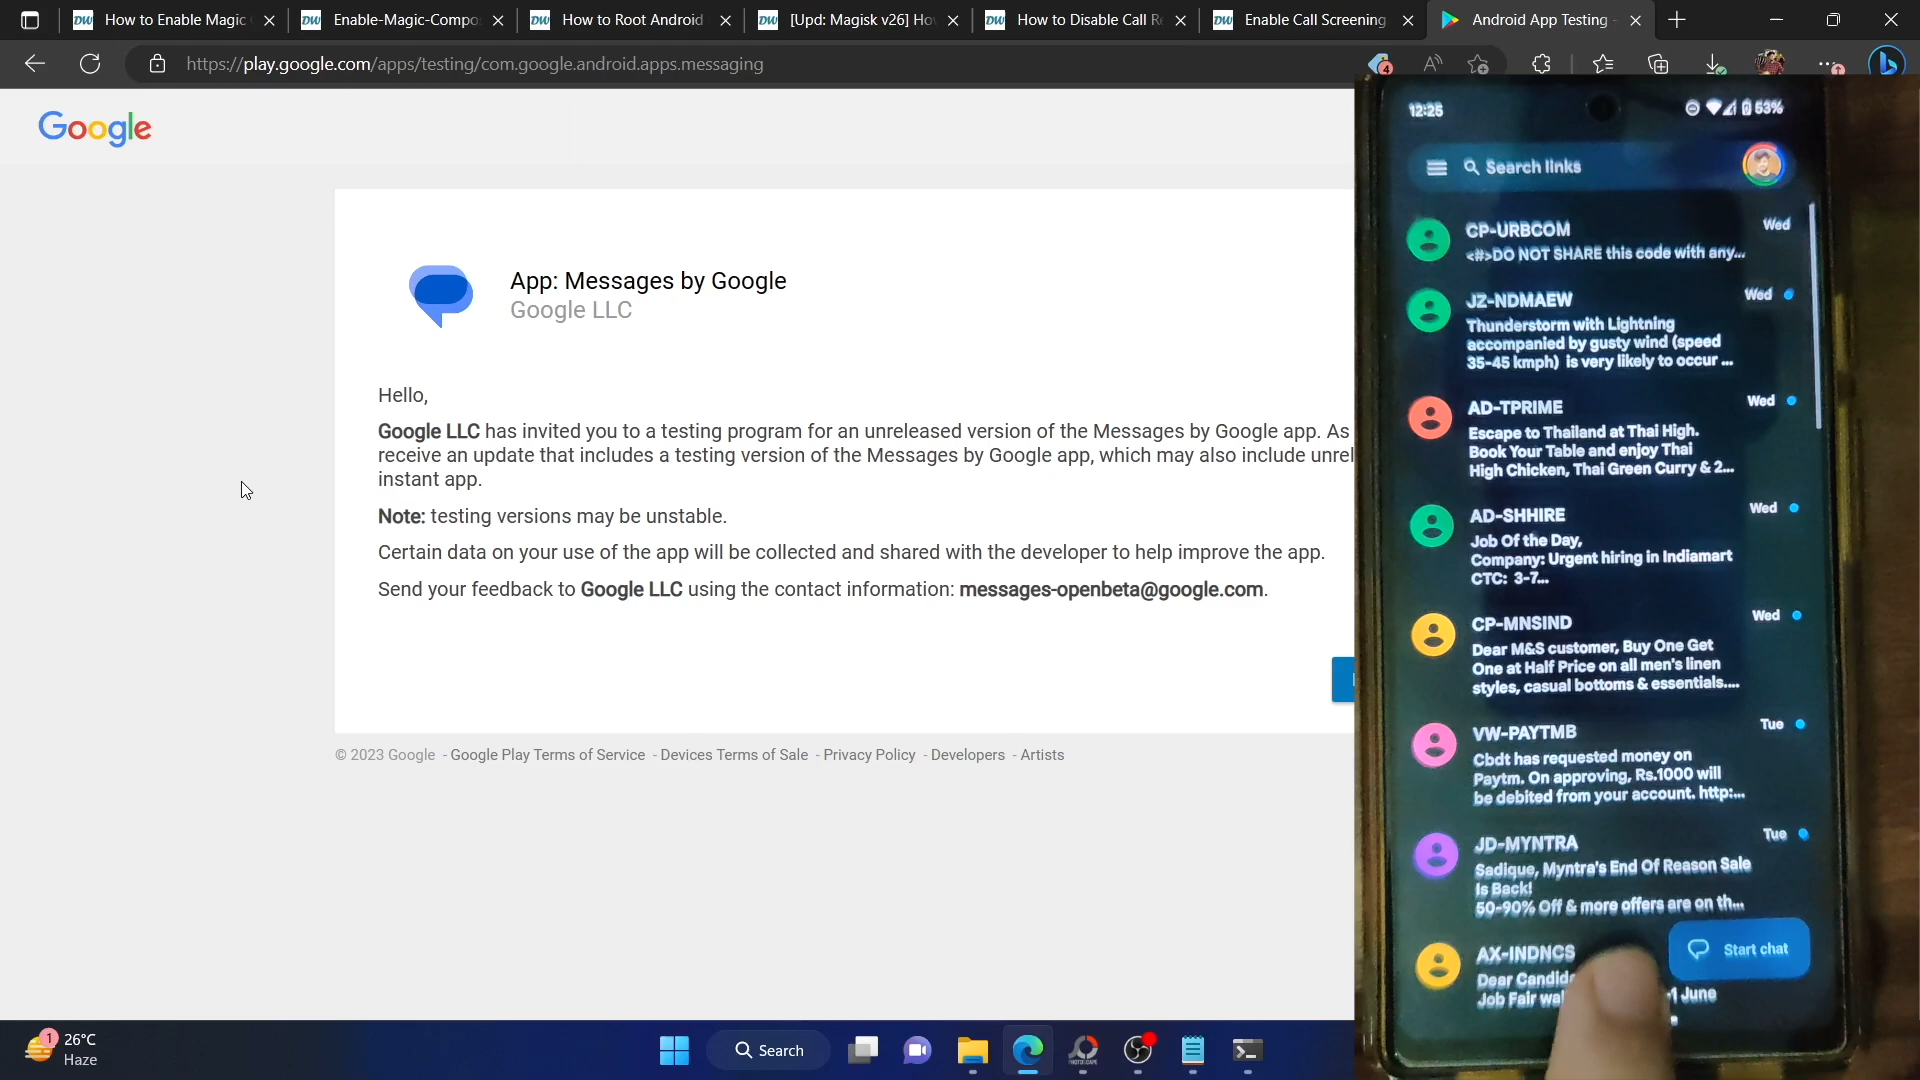 How to Enable Magic
Enable-Magic-Compo
How to Root Android
[Upd: Magisk v26] Ho
How to Disable Call Re
Enable Call Screening
Android App Testing -
https://play.google.com/apps/testing/com.google.android.apps.messaging
4
Google
App: Messages by Google
Google LLC
Hello,
Google LLC has invited you to a testing program for an unreleased version of the Messages by Google app. As
receive an update that includes a testing version of the Messages by Google app, which may also include unrel
instant app.
Note: testing versions may be unstable.
Certain data on your use of the app will be collected and shared with the developer to help improve the app.
Send your feedback to Google LLC using the contact information: messages-openbeta@google.com.
© 2023 Google - Google Play Terms of Service - Devices Terms of Sale - Privacy Policy - Developers - Artists
1
26°C
Haze
Search
12:25
53%
Search links
CP-URBCOM
Wed
<#>DO NOT SHARE this code with any...
JZ-NDMAEW
Wed
Thunderstorm with Lightning
accompanied by gusty wind (speed
35-45 kmph) is very likely to occur ...
AD-TPRIME
Wed
Escape to Thailand at Thai High.
Book Your Table and enjoy Thai
High Chicken, Thai Green Curry & 2...
AD-SHHIRE
Wed
Job Of the Day,
Company: Urgent hiring in Indiamart
CTC: 3-7...
CP-MNSIND
Wed
Dear M&S customer, Buy One Get
One at Half Price on all men's linen
styles, casual bottoms & essentials....
VW-PAYTMB
Tue
Cbdt has requested money on
Paytm. On approving, Rs.1000 will
be debited from your account. http:...
JD-MYNTRA
Tue
Sadique, Myntra's End Of Reason Sale
Is Back!
50-90% Off & more offers are on th...
AX-INDNCS
Start chat
Dear Candid
Job Fair wal
1 June